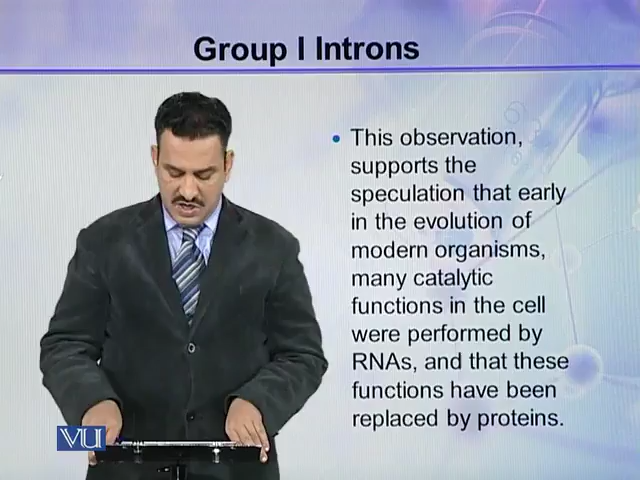 Group I Introns
• This observation,
supports the
speculation that early
in the evolution of
modern organisms,
many catalytic
functions in the cell
were performed by
RNAs, and that these
functions have been
replaced by proteins.
VU